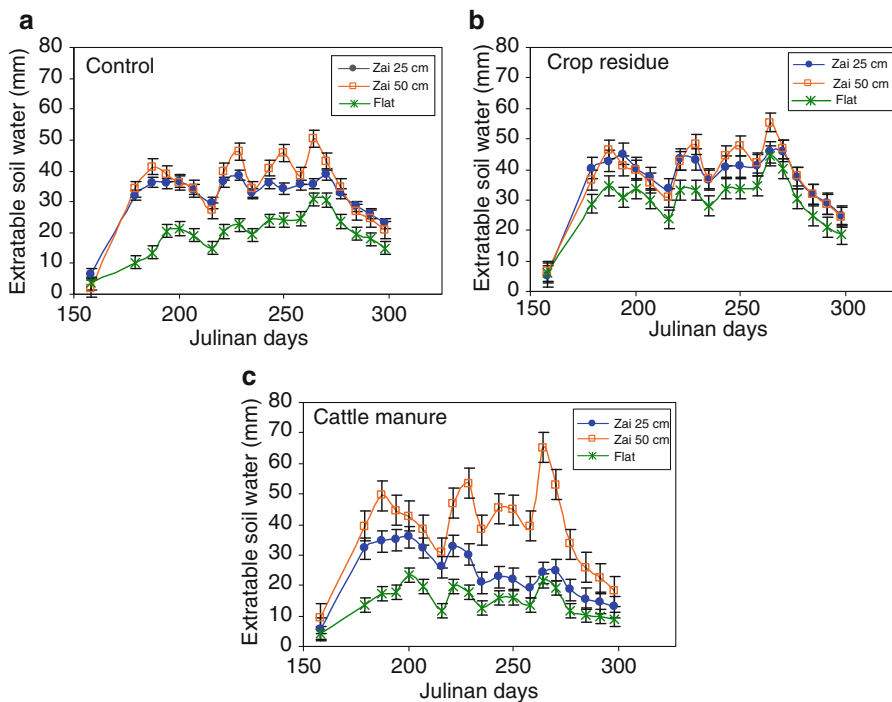 a
Control
Extratable soil water (mm)
80
70
60
50
40
30
20
10
0
150
200
250
300
Julinan days
Zai 25 cm
Zai 50 cm
Flat
b
Crop residue
Extratable soil water (mm)
80
70
60
50
40
30
20
10
0
150
200
250
300
Julinan days
Zai 25 cm
Zai 50 cm
Flat
c
Cattle manure
Extratable soil water (mm)
80
70
60
50
40
30
20
10
0
150
200
250
300
Julinan days
Zai 25 cm
Zai 50 cm
Flat